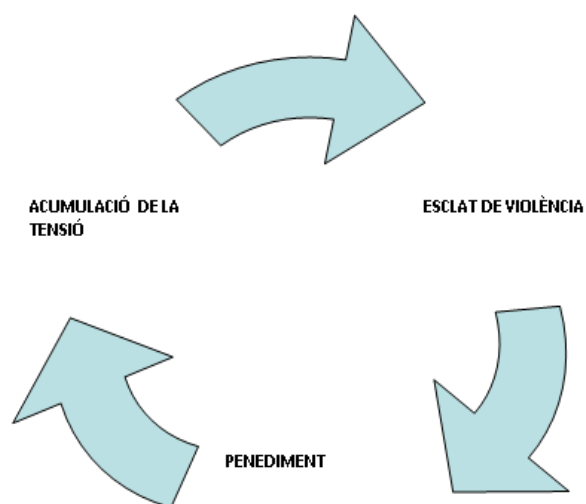 ACUMULACIÓ DE LA
TENSIÓ
ESCLAT DE VIOLÈNCIA
PENEDIMENT